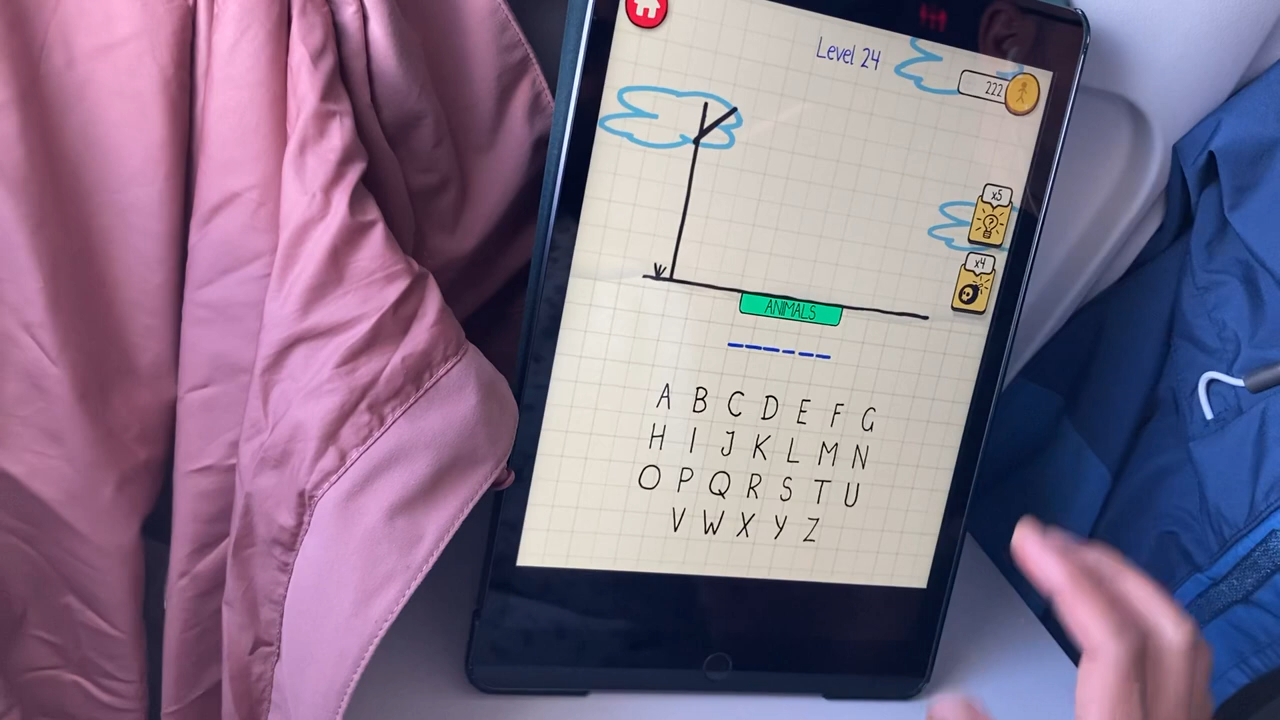 Level 24
222
x5
?
x4
ANIMALS
A B C D E F G
H I J K L M N
O P Q R S T U
V W X Y Z